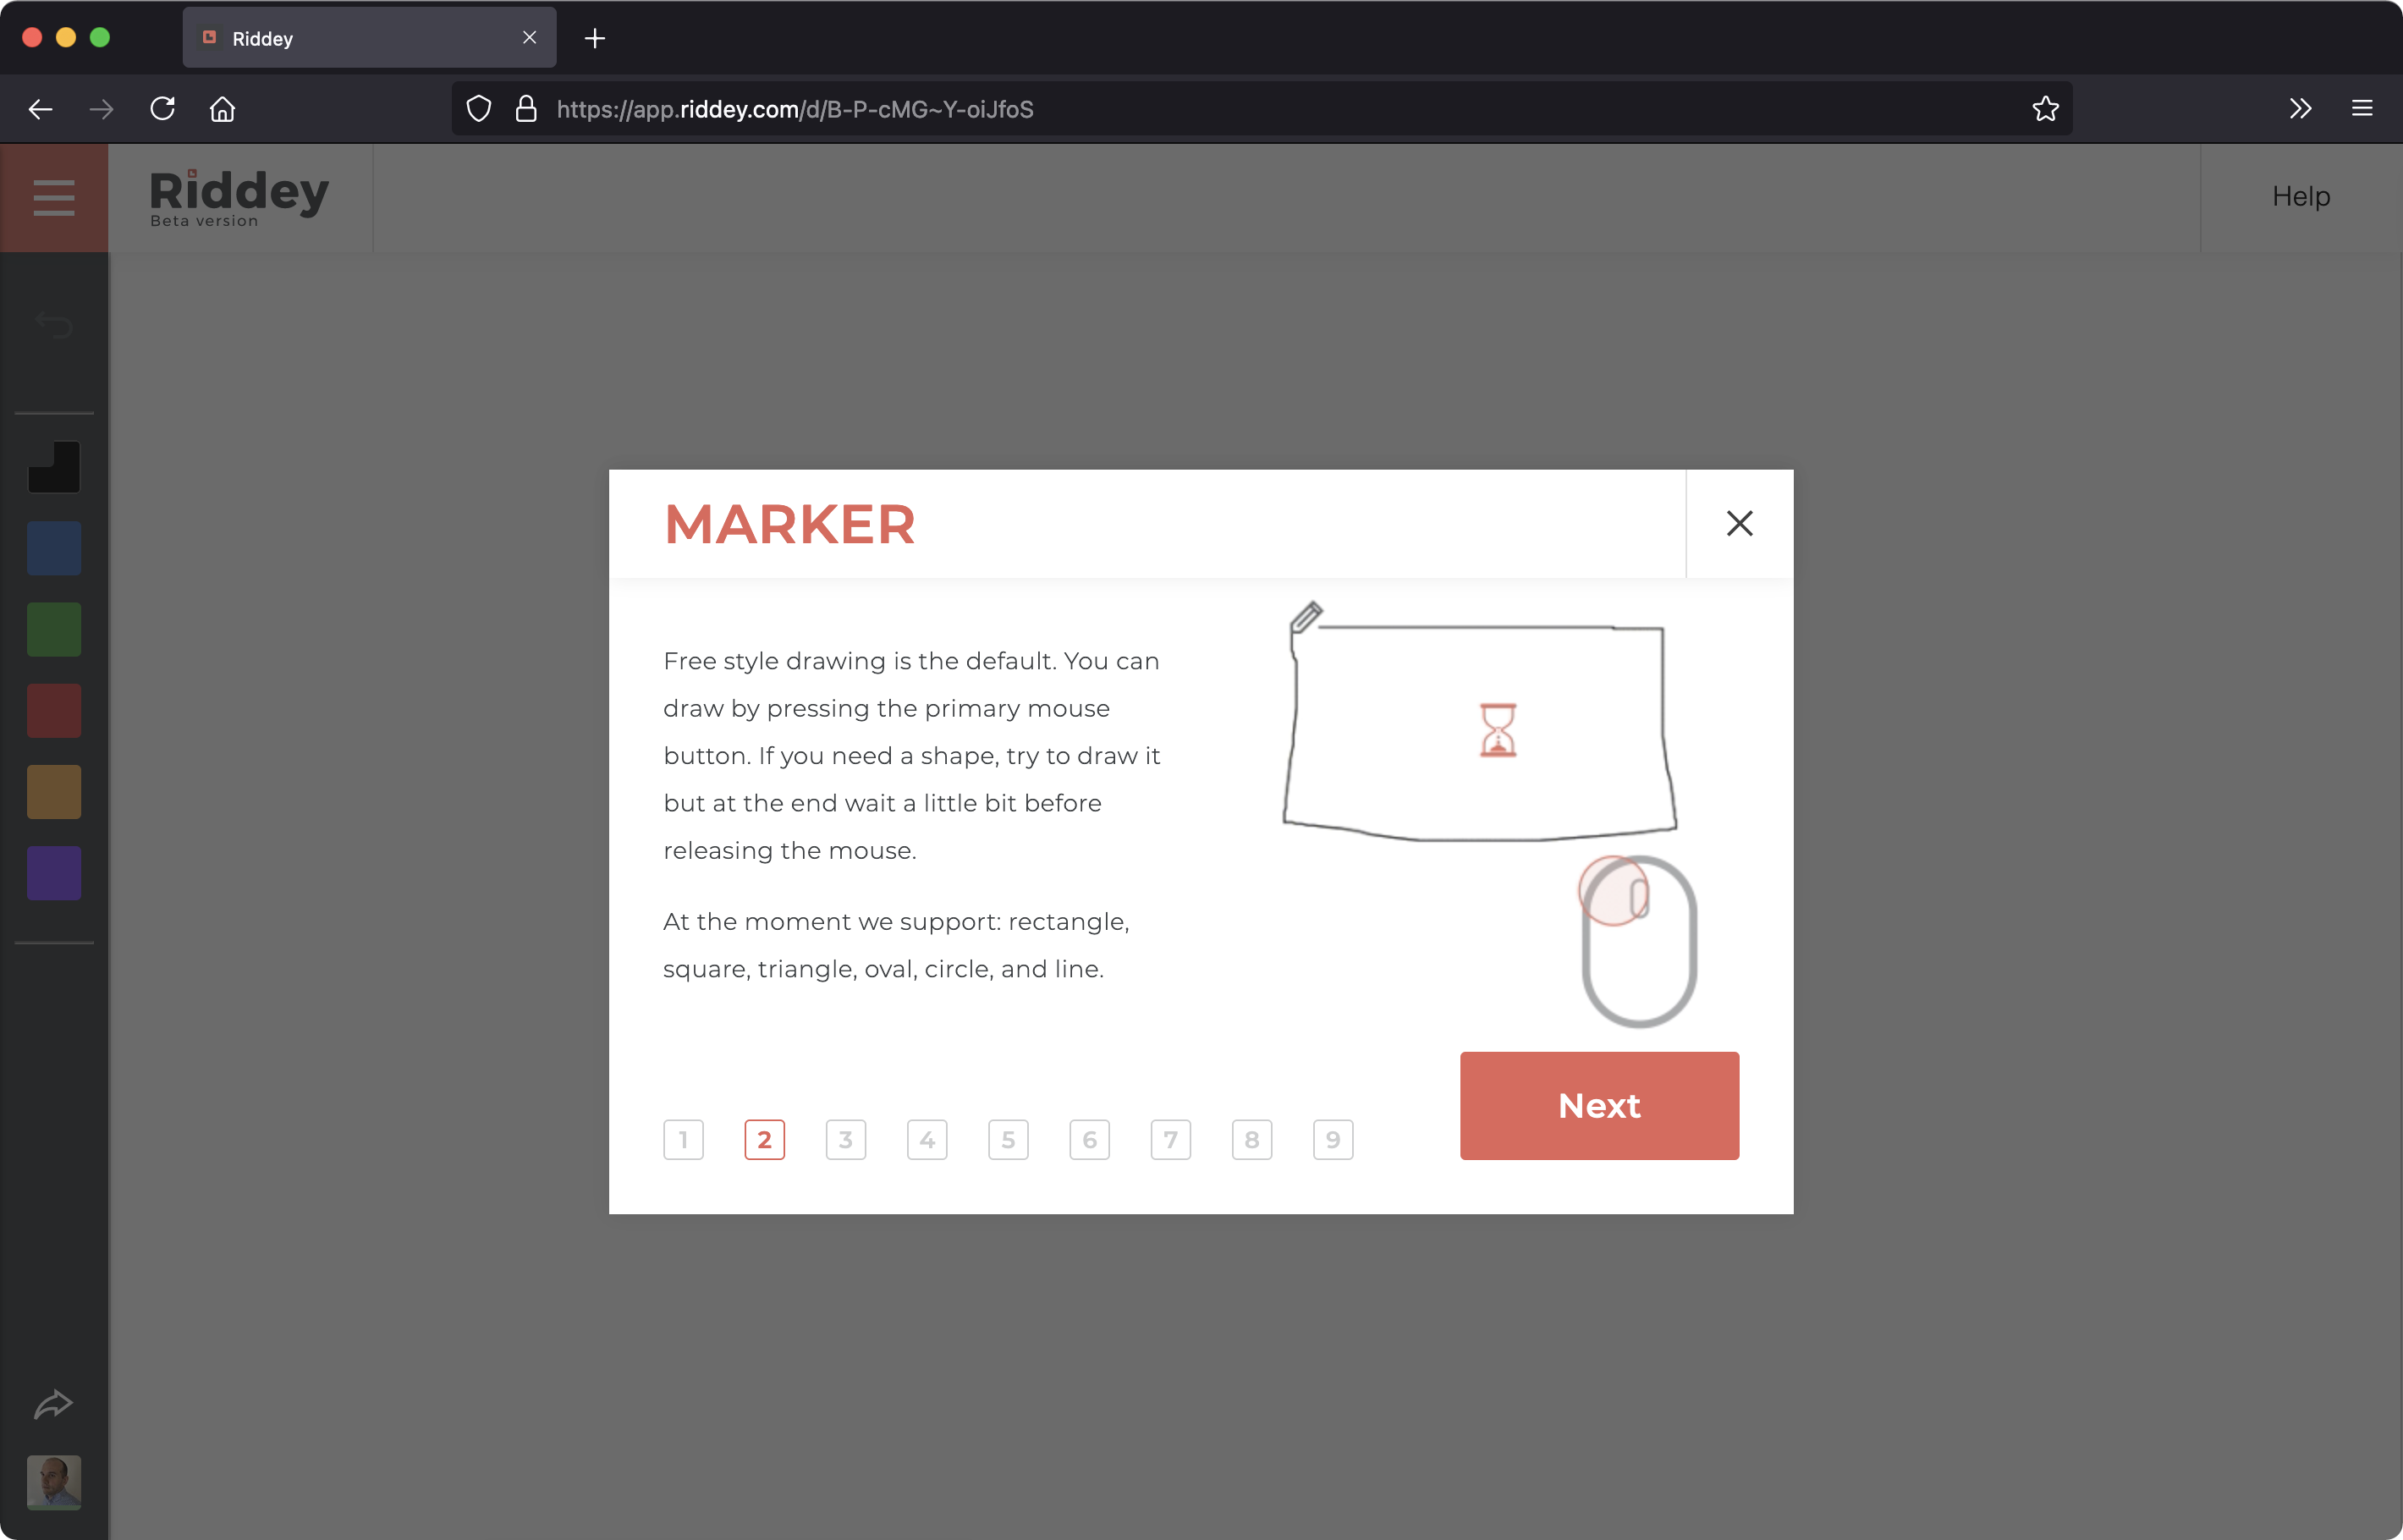 Riddey
https://app.riddey.com/d/B-P-cMG~Y-oiJfoS
Riddey
Beta version
Help
MARKER
Free style drawing is the default. You can
draw by pressing the primary mouse
button. If you need a shape, try to draw it
but at the end wait a little bit before
releasing the mouse.
At the moment we support: rectangle,
square, triangle, oval, circle, and line.
1 2 3 4 5 6 7 8 9
Next